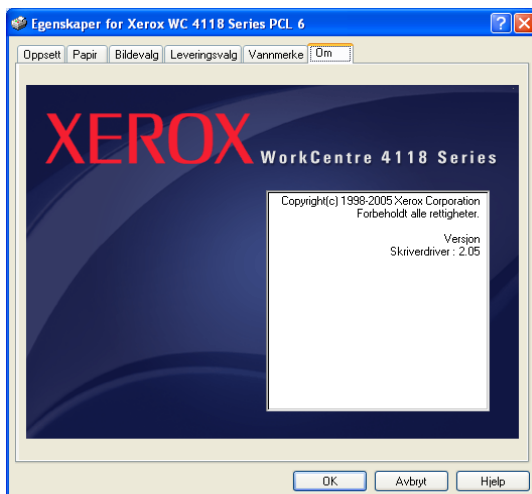 Egenskaper for Xerox WC 4118 Series PCL 6
Oppsett Papir Bildevalg Leveringsvalg Vannmerke Om
XEROX WorkCentre 4118 Series
Copyright(c) 1998-2005 Xerox Corporation
Forbeholdt alle rettigheter.
Versjon
Skriverdriver : 2.05
OK Avbryt Hjelp